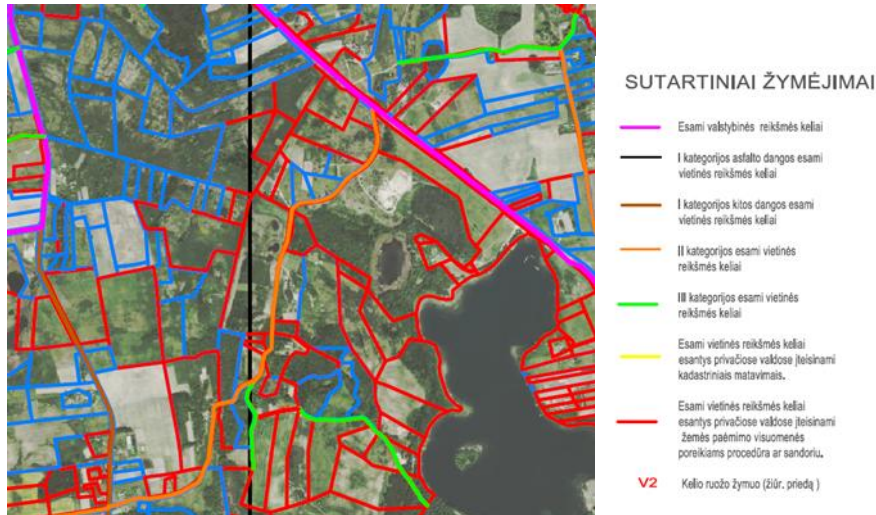 SUTARTINIAI ŽYMĖJIMAI
Esami valstybinės reikšmės keliai
I kategorijos asfalto dangos esami
vietinės reikšmės keliai
I kategorijos kitos dangos esami
vietinės reikšmės keliai
II kategorijos esami vietinės
reikšmės keliai
III kategorijos esami vietinės
reikšmės keliai
Esami vietinės reikšmės keliai
esantys privačiose valdose įteisinami
kadastriniais matavimais.
Esami vietinės reikšmės keliai
esantys privačiose valdose įteisinami
žemės paėmimo visuomenės
poreikiams procedūra ar sandoriu.
V2 Kelio ruožo žymuo (žiūr. priedą )